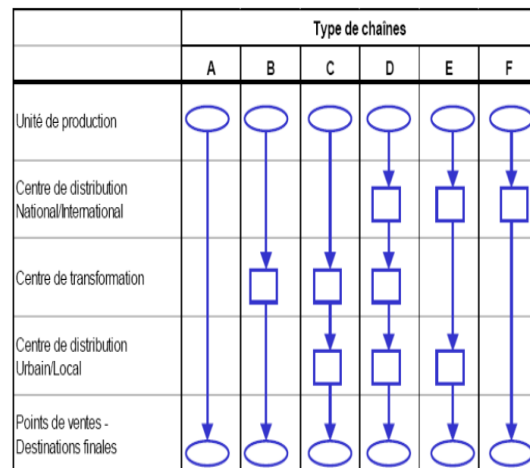 Type de chaînes
A B C D E F
Unité de production
Centre de distribution
National/International
Centre de transformation
Centre de distribution
Urbain/Local
Points de ventes -
Destinations finales